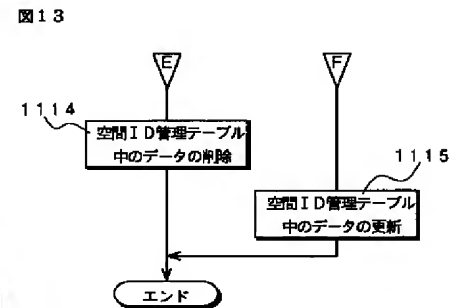 図１３
E
F
１１１４
空間ＩＤ管理テーブル
中のデータの削除
１１１５
空間ＩＤ管理テーブル
中のデータの更新
エンド